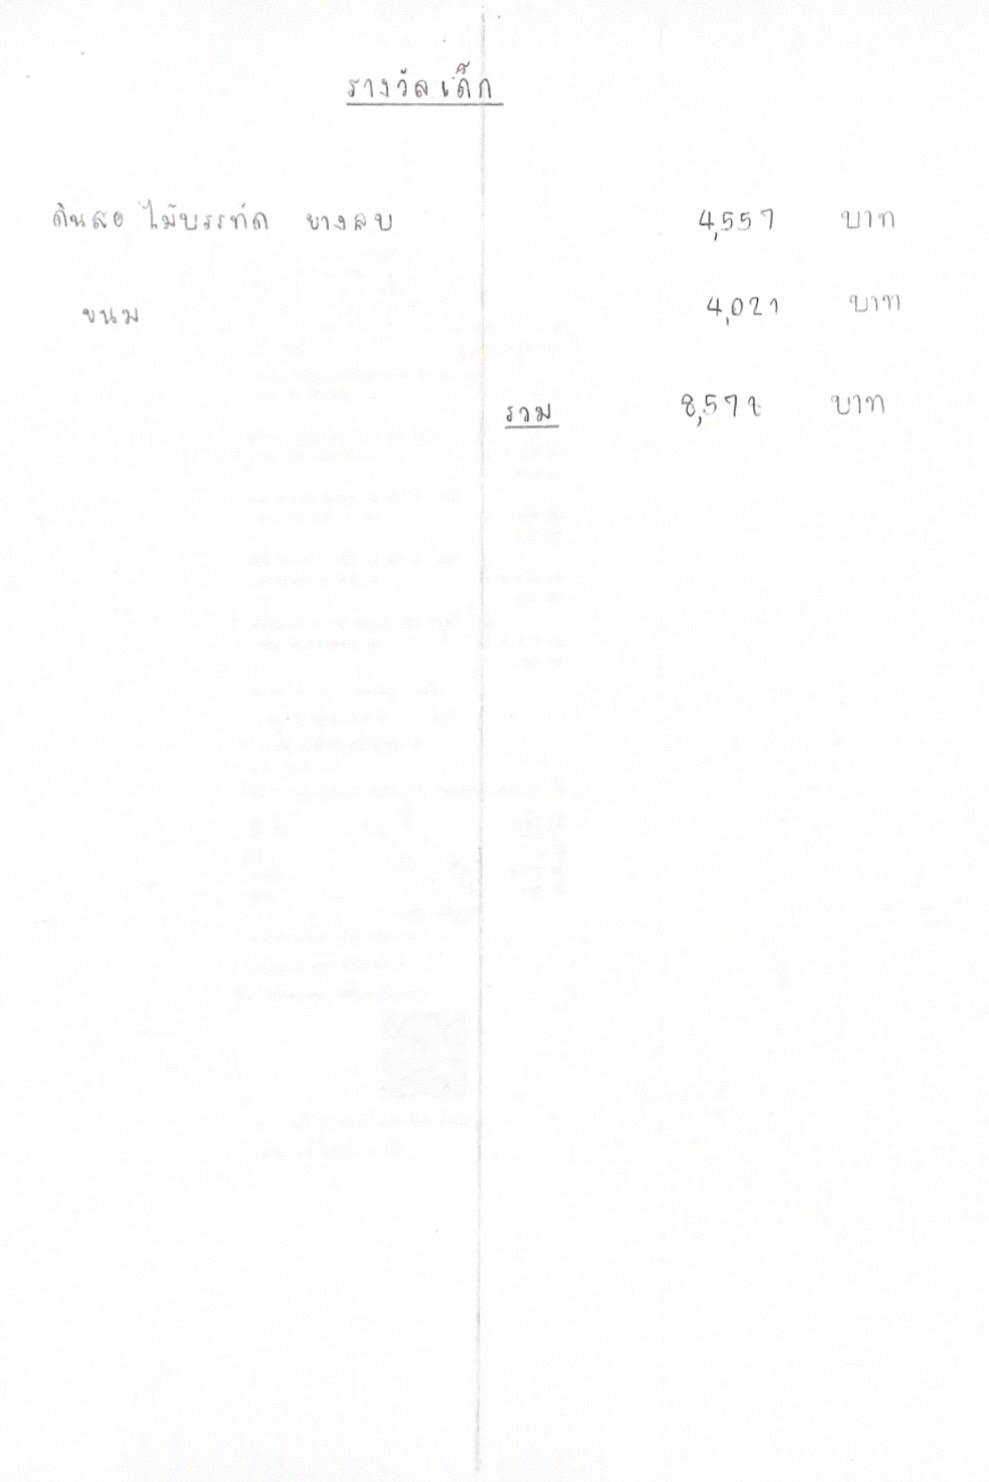 รางวัลเด็ก
ดินสอ ไม้บรรทัด ยางลบ 4,557 บาท
ขนม 4,021 บาท
รวม 8,578 บาท